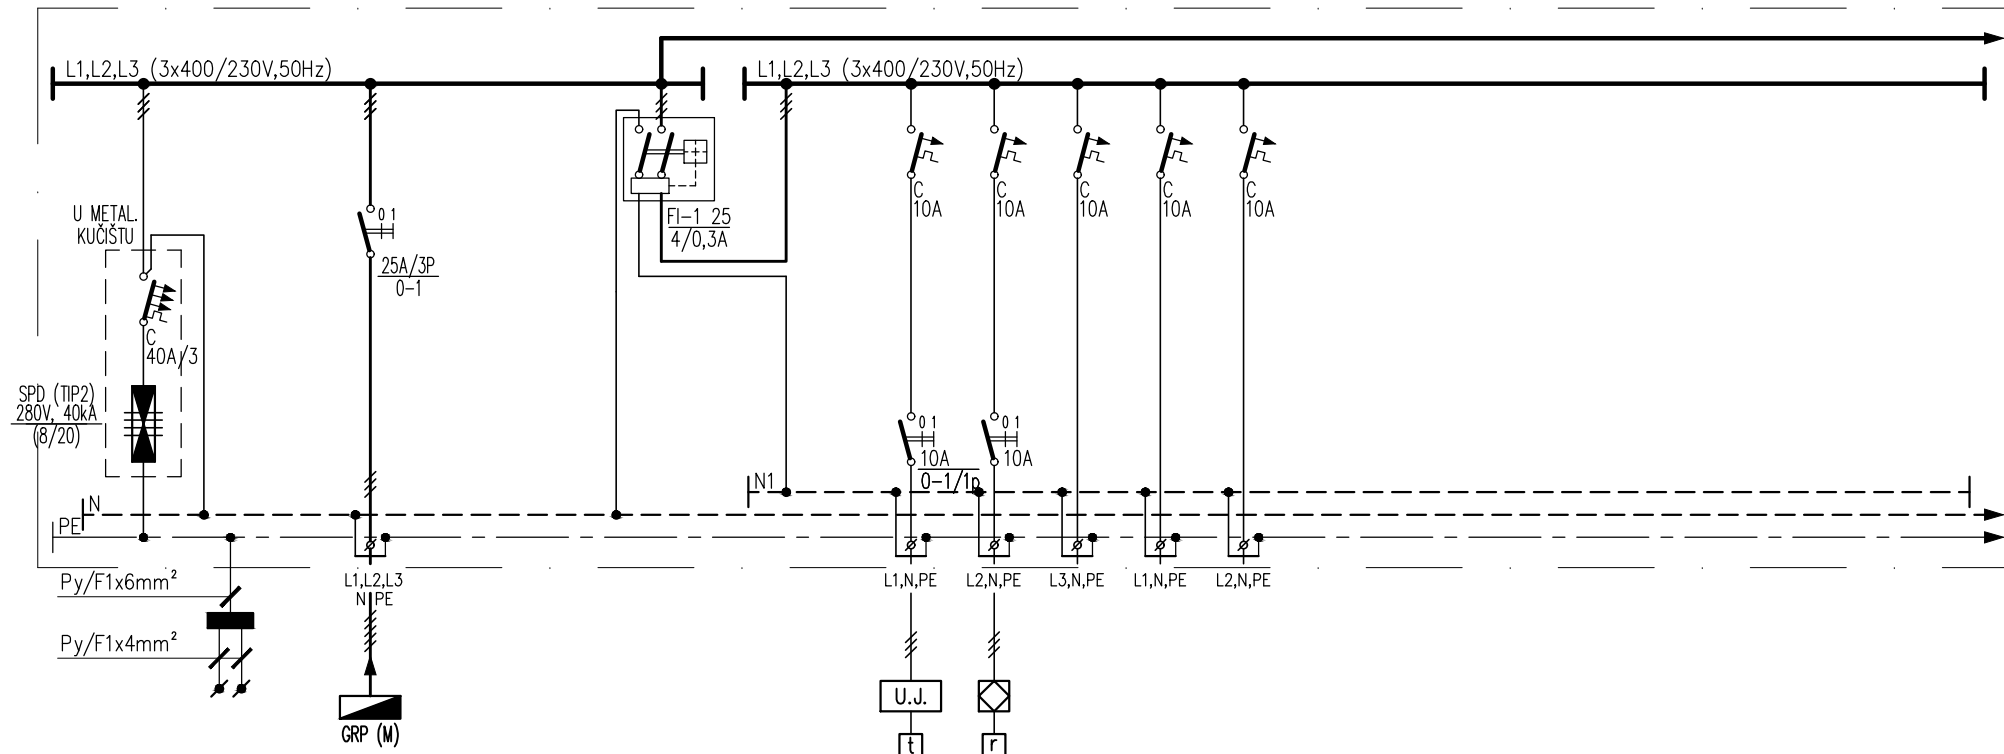 L1,L2,L3 (3x400/230V,50Hz)
L1,L2,L3 (3x400/230V,50Hz)
U METAL.
KUČIŠTU
0 1
25A/3P
0-1
FI-1 25
4/0,3A
C
10A
C
10A
C
10A
C
10A
C
10A
C
40A/3
SPD (TIP2)
280V, 40kA
(8/20)
0 1
10A
0-1/1p
0 1
10A
N1
N
PE
L1,L2,L3
N PE
L1,N,PE
L2,N,PE
L3,N,PE
L1,N,PE
L2,N,PE
Py/F1x6mm²
Py/F1x4mm²
GRP (M)
U.J.
t
r